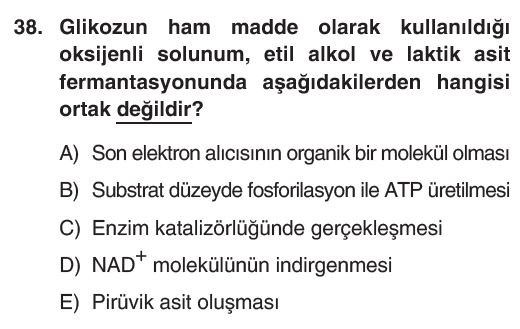 38. Glikozun ham madde olarak kullanıldığı
oksijenli solunum, etil alkol ve laktik asit
fermantasyonunda aşağıdakilerden hangisi
ortak değildir?
A) Son elektron alıcısının organik bir molekül olması
B) Substrat düzeyde fosforilasyon ile ATP üretilmesi
C) Enzim katalizörlüğünde gerçekleşmesi
D) NAD+ molekülünün indirgenmesi
E) Pirüvik asit oluşması